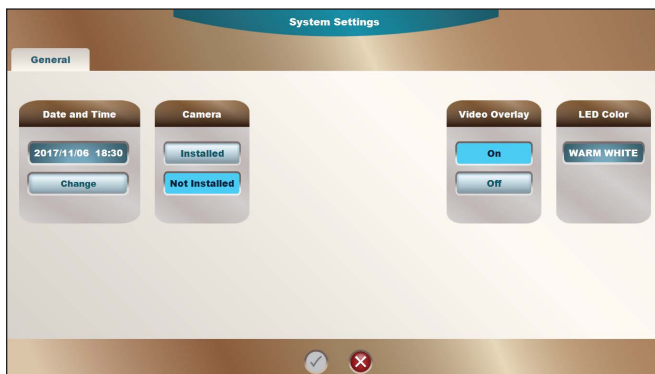 System Settings
General
Date and Time
Camera
Video Overlay
LED Color
2017/11/06 18:30
Installed
On
WARM WHITE
Change
Not Installed
Off